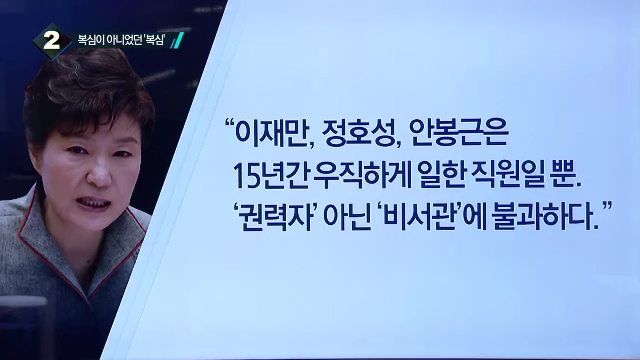 2 복심이 아니었던 '복심'
“이재만, 정호성, 안봉근은
15년간 우직하게 일한 직원일 뿐.
‘권력자’ 아닌 ‘비서관’에 불과하다.”